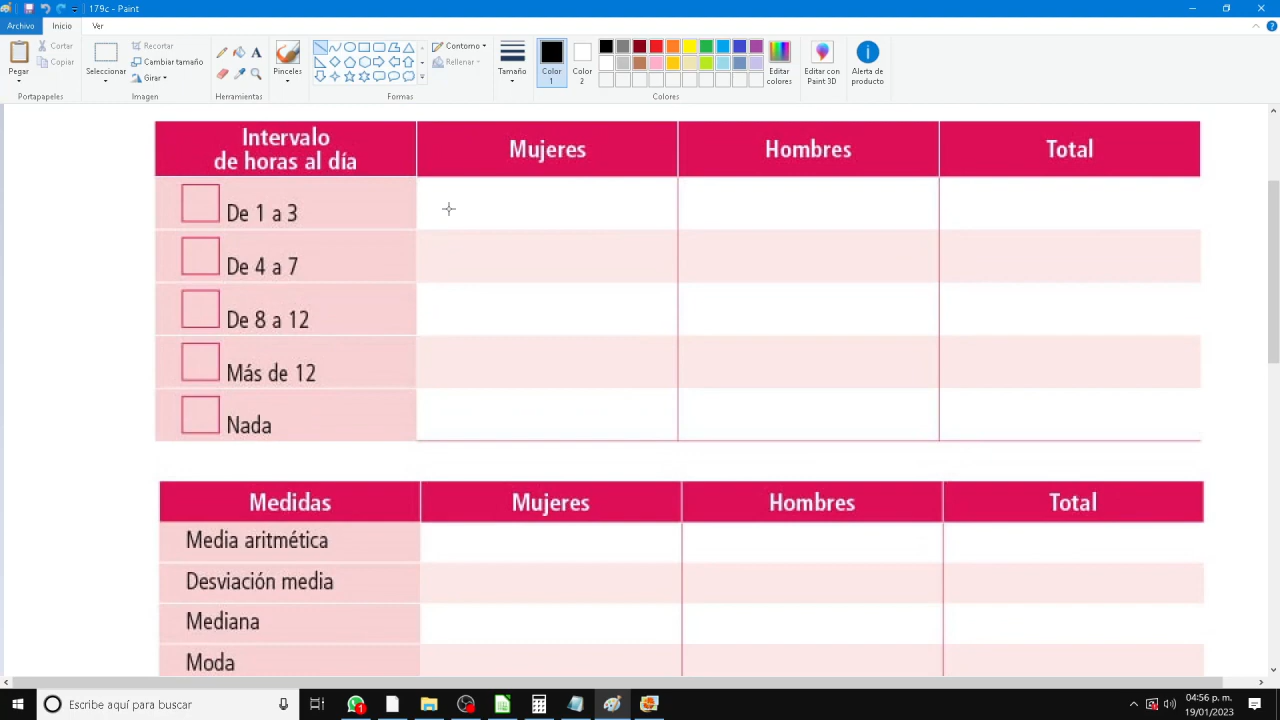 179c - Paint
Archivo Inicio Ver
Pegar
Cortar
Copiar
Portapapeles
Seleccionar
Recortar
Cambiar tamaño
Girar
Imagen
A
Herramientas
Pinceles
Contorno
Rellenar
Formas
Tamaño
Color
1
Color
2
Editar
colores
Colores
Editar con
Paint 3D
Alerta de
producto
Intervalo
de horas al día
Mujeres Hombres Total
De 1 a 3
De 4 a 7
De 8 a 12
Más de 12
Nada
Medidas Mujeres Hombres Total
Media aritmética
Desviación media
Mediana
Moda
Escribe aquí para buscar
1
04:56 p. m.
19/01/2023